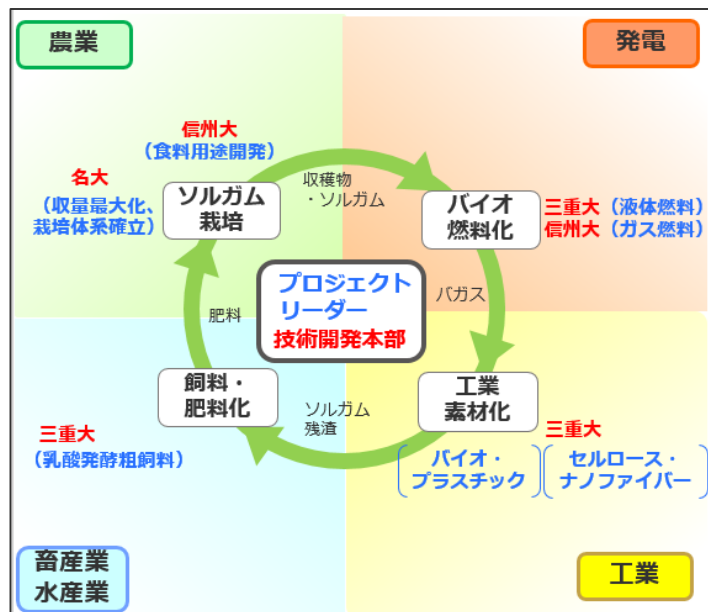 農業
発電
信州大
(食料用途開発)
名大
(収量最大化、
栽培体系確立)
ソルガム
栽培
収穫物
・ソルガム
バイオ
燃料化
三重大(液体燃料)
信州大(ガス燃料)
プロジェクト
リーダー
技術開発本部
バガス
肥料
飼料・
肥料化
ソルガム
残渣
工業
素材化
三重大
(乳酸発酵粗飼料)
三重大
バイオ・
プラスチック
セルロース・
ナノファイバー
畜産業
水産業
工業